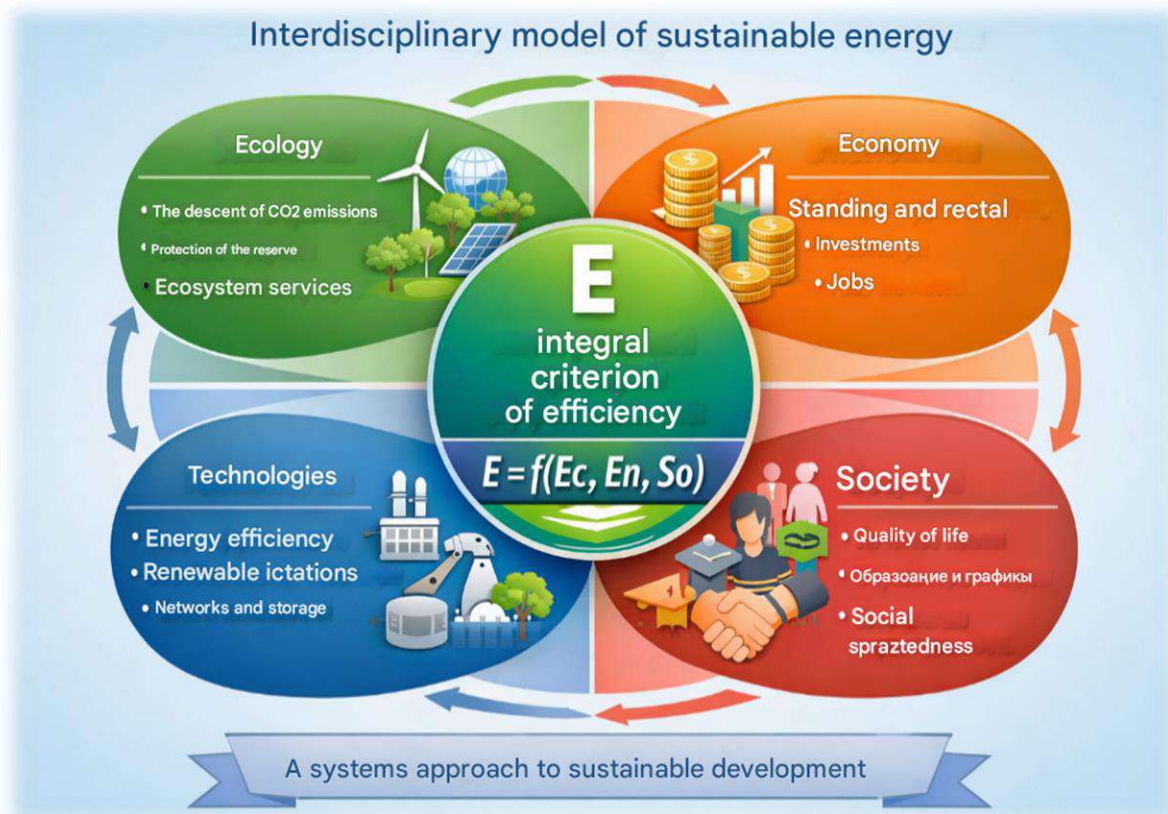 Interdisciplinary model of sustainable energy
Ecology
• The descent of CO2 emissions
• Protection of the reserve
• Ecosystem services
Economy
Standing and rectal
• Investments
• Jobs
E
integral
criterion
of efficiency
E = f(Ec, En, So)
Technologies
• Energy efficiency
• Renewable ictations
• Networks and storage
Society
• Quality of life
• Образоаңие и графикы
• Social
spraztedness
A systems approach to sustainable development